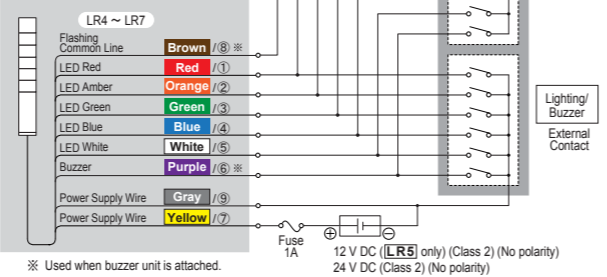 LR4 ～ LR7
Flashing
Common Line Brown /⑧ ※
LED Red Red /①
LED Amber Orange /②
LED Green Green /③
LED Blue Blue /④
LED White White /⑤
Buzzer Purple /⑥ ※
Power Supply Wire Gray /⑨
Power Supply Wire Yellow /⑦
Lighting/
Buzzer
External
Contact
Fuse
1A
⊕ ⊖
12 V DC (LR5 only) (Class 2) (No polarity)
24 V DC (Class 2) (No polarity)
※ Used when buzzer unit is attached.